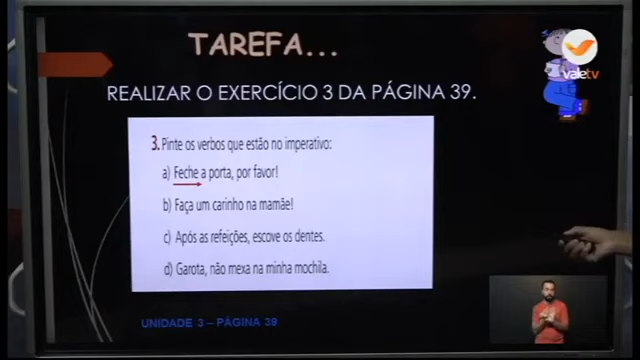 TAREFA...
valetv
REALIZAR O EXERCÍCIO 3 DA PÁGINA 39.
3. Pinte os verbos que estão no imperativo:
a) Feche a porta, por favor!
b) Faça um carinho na mamãe!
c) Após as refeições, escove os dentes.
d) Garota, não mexa na minha mochila.
UNIDADE 3 – PÁGINA 39